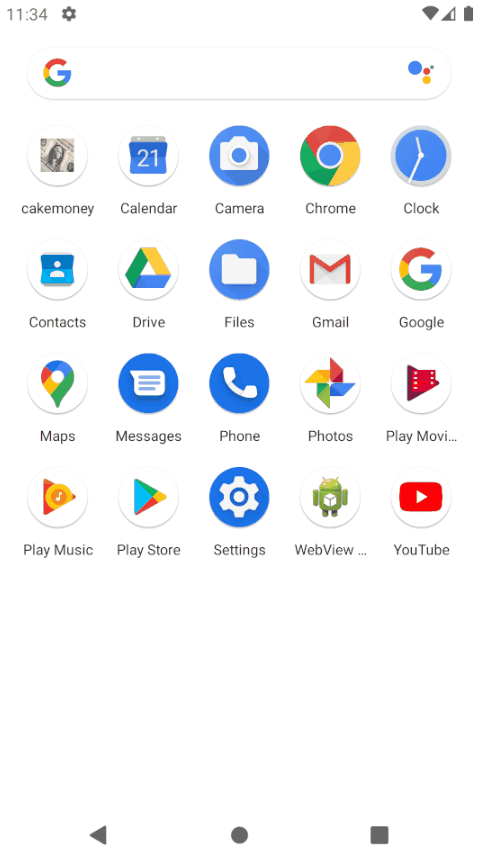 11:34
cakemoney
21
Calendar
Camera
Chrome
Clock
Contacts
Drive
Files
Gmail
Google
Maps
Messages
Phone
Photos
Play Movi...
Play Music
Play Store
Settings
WebView ...
YouTube